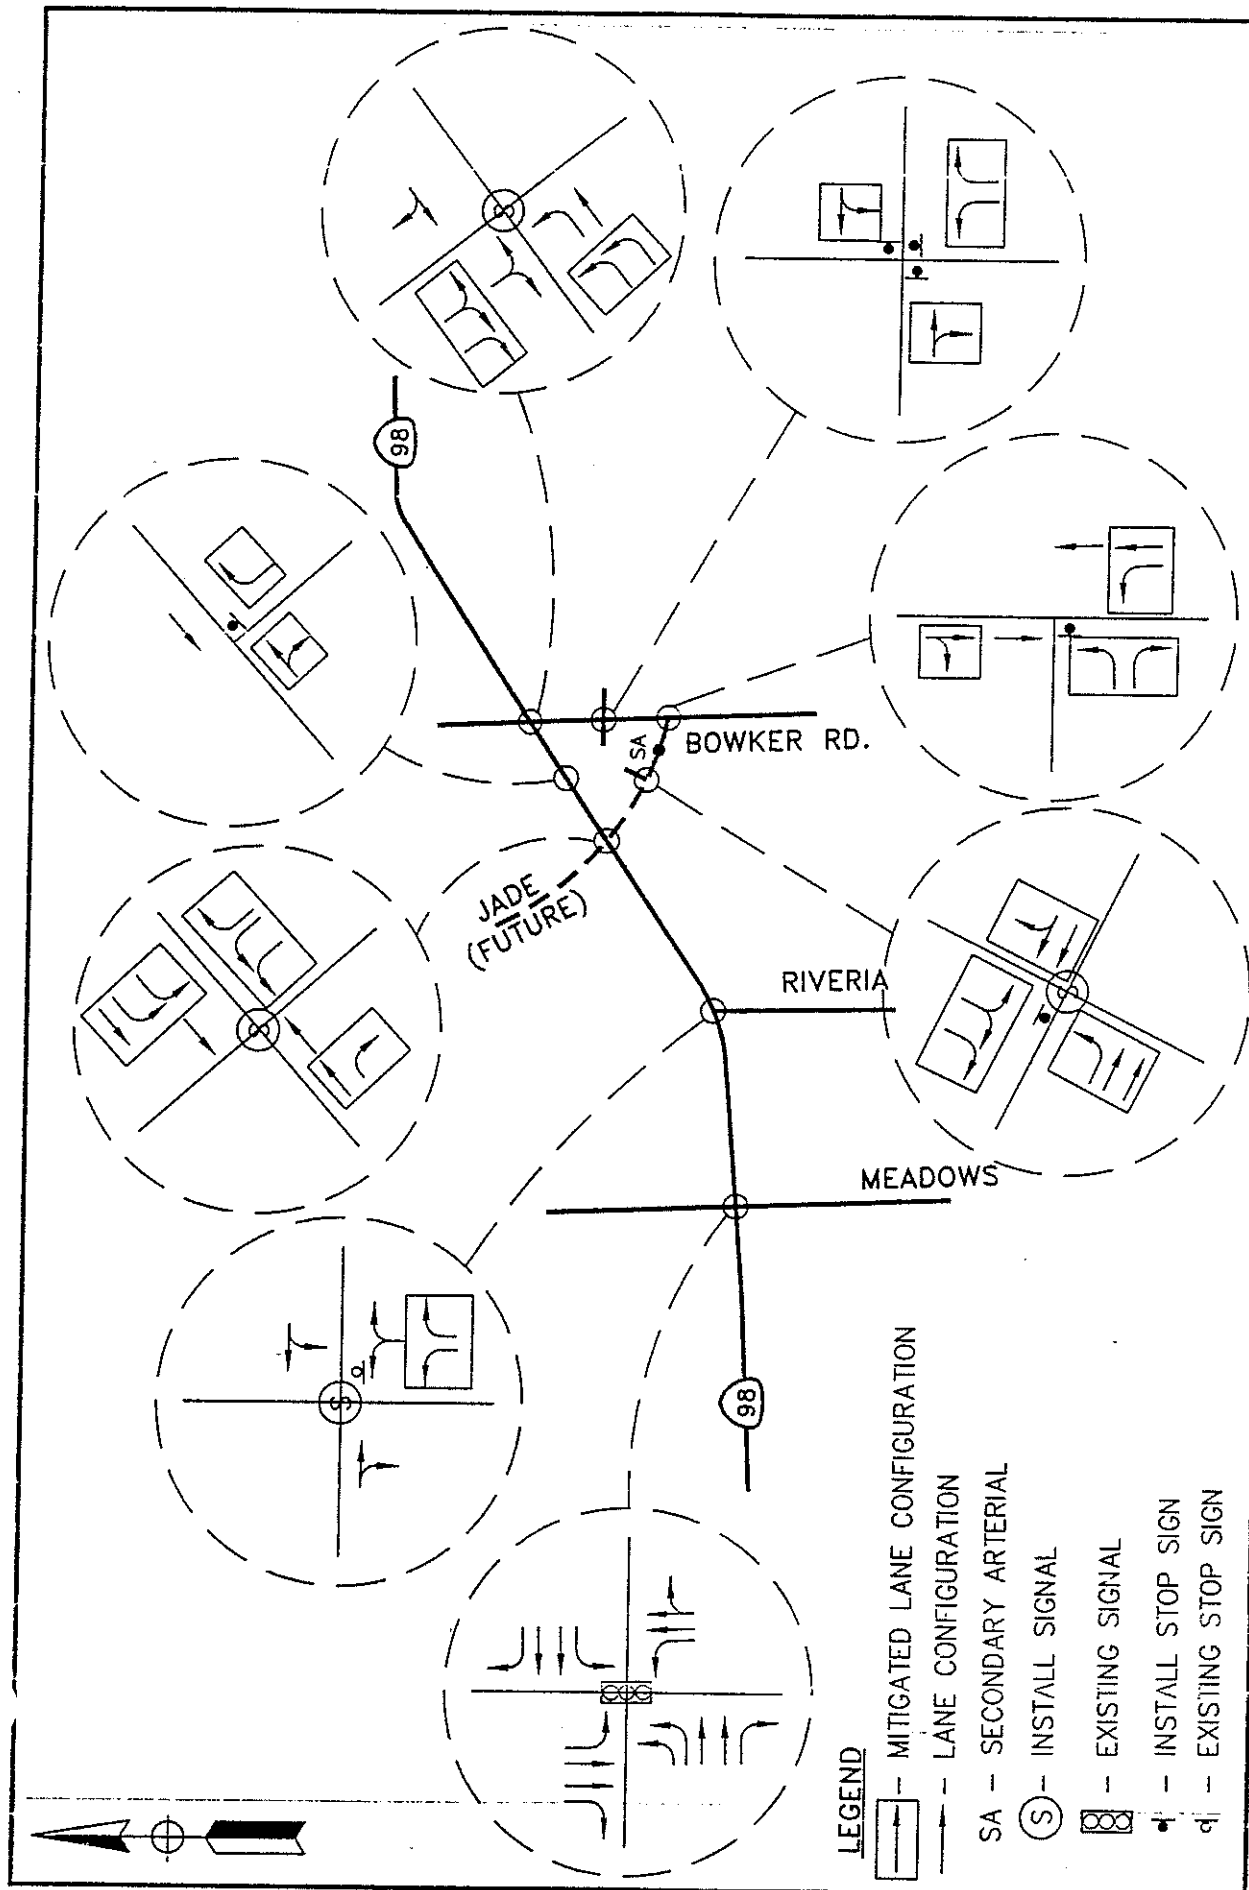 98
SA
BOWKER RD.
JADE
(FUTURE)
RIVERIA
MEADOWS
98
S
S
S
S
LEGEND
– MITIGATED LANE CONFIGURATION
– LANE CONFIGURATION
SA – SECONDARY ARTERIAL
S – INSTALL SIGNAL
– EXISTING SIGNAL
– INSTALL STOP SIGN
– EXISTING STOP SIGN